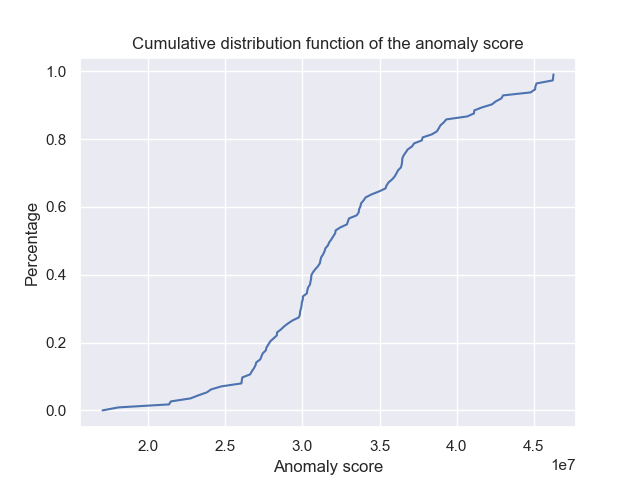 Cumulative distribution function of the anomaly score
1.0
0.8
0.6
0.4
0.2
0.0
Percentage
2.0 2.5 3.0 3.5 4.0 4.5
1e7
Anomaly score